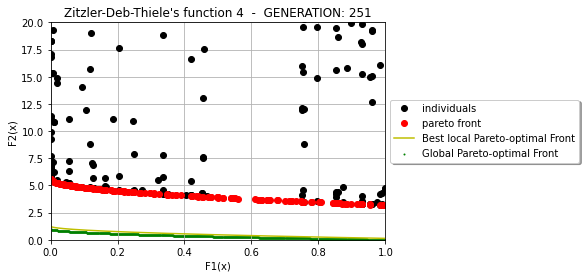 Zitzler-Deb-Thiele's function 4 - GENERATION: 251
20.0
17.5
15.0
12.5
10.0
7.5
5.0
2.5
0.0
F2(x)
0.0 0.2 0.4 0.6 0.8 1.0
F1(x)
individuals
pareto front
Best local Pareto-optimal Front
Global Pareto-optimal Front